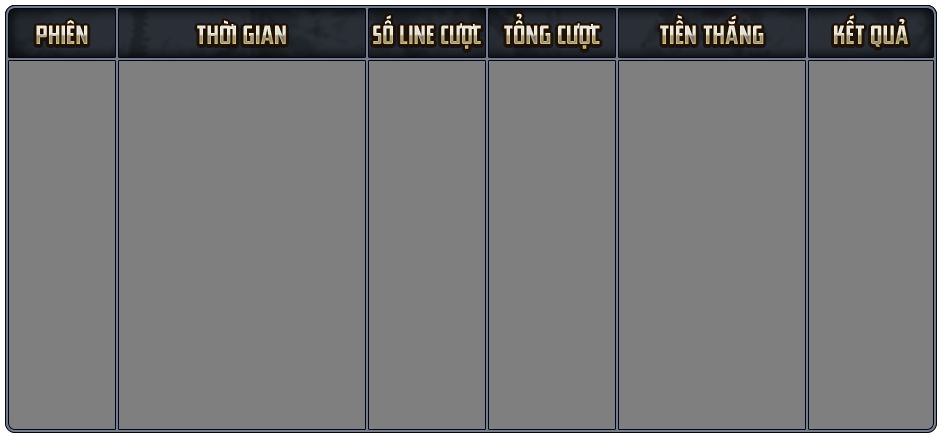 PHIÊN THỜI GIAN SỐ LINE CƯỢC TỔNG CƯỢC TIỀN THẮNG KẾT QUẢ